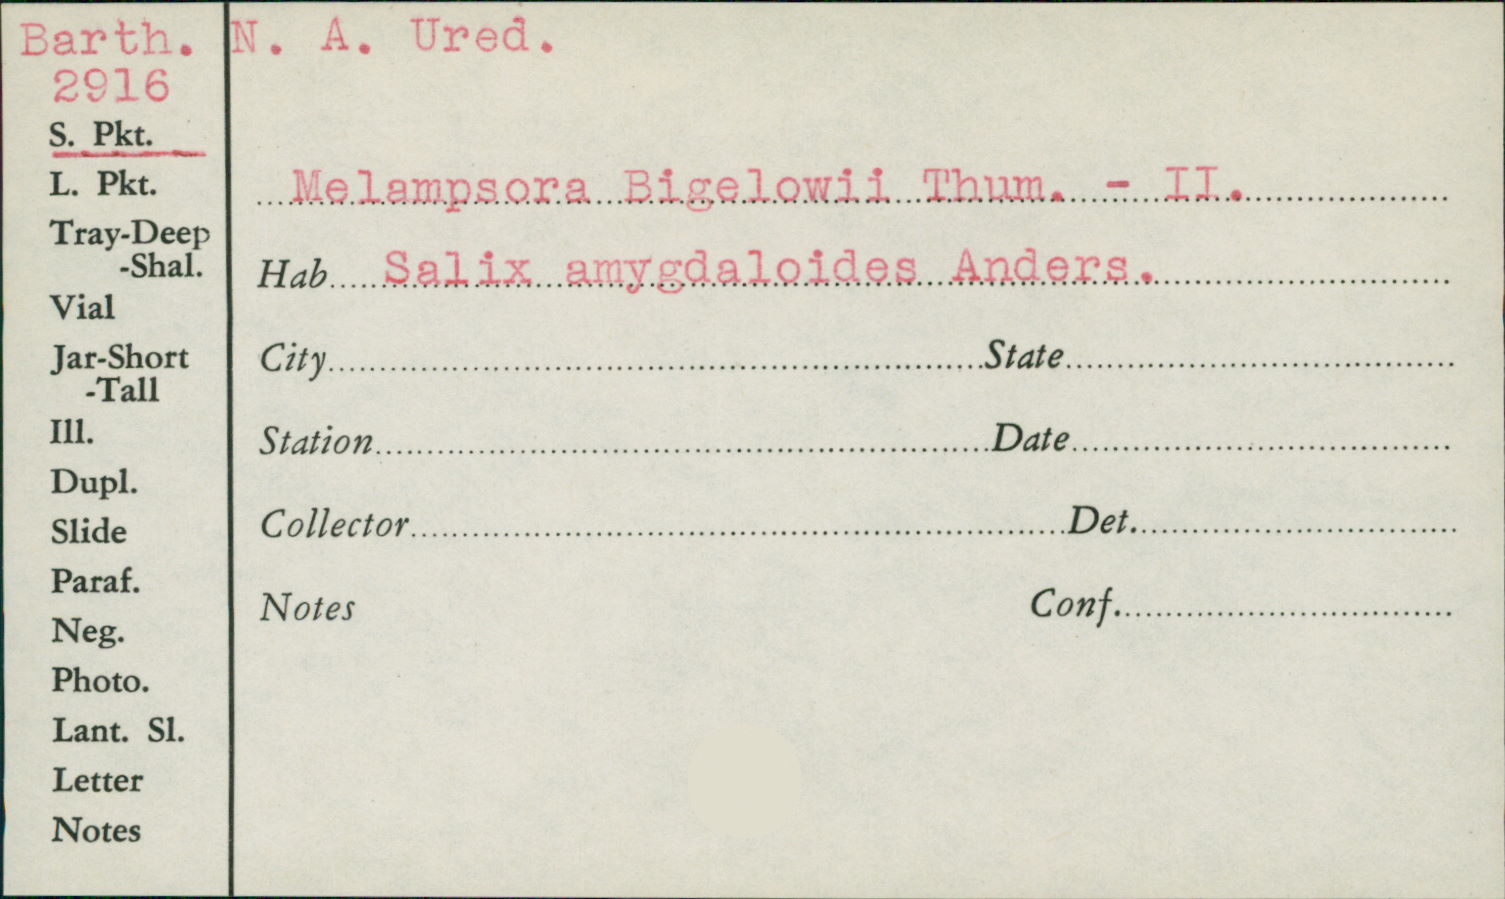 Barth. N. A. Ured.
2916
S. Pkt.
L. Pkt.
Tray-Deep
-Shal.
Vial
Jar-Short
-Tall
Ill.
Dupl.
Slide
Paraf.
Neg.
Photo.
Lant. Sl.
Letter
Notes
Melampsora Bigelowii Thum. - II.
Hab. Salix amygdaloides Anders.
City State
Station Date
Collector Det.
Notes Conf.